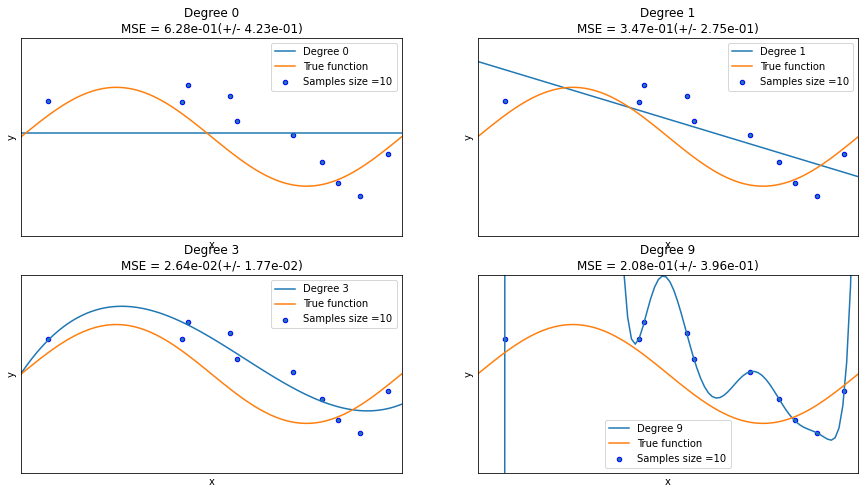 Degree 0
MSE = 6.28e-01(+/- 4.23e-01)
Degree 0
True function
Samples size =10
y
x
Degree 1
MSE = 3.47e-01(+/- 2.75e-01)
Degree 1
True function
Samples size =10
y
x
Degree 3
MSE = 2.64e-02(+/- 1.77e-02)
Degree 3
True function
Samples size =10
y
x
Degree 9
MSE = 2.08e-01(+/- 3.96e-01)
Degree 9
True function
Samples size =10
y
x